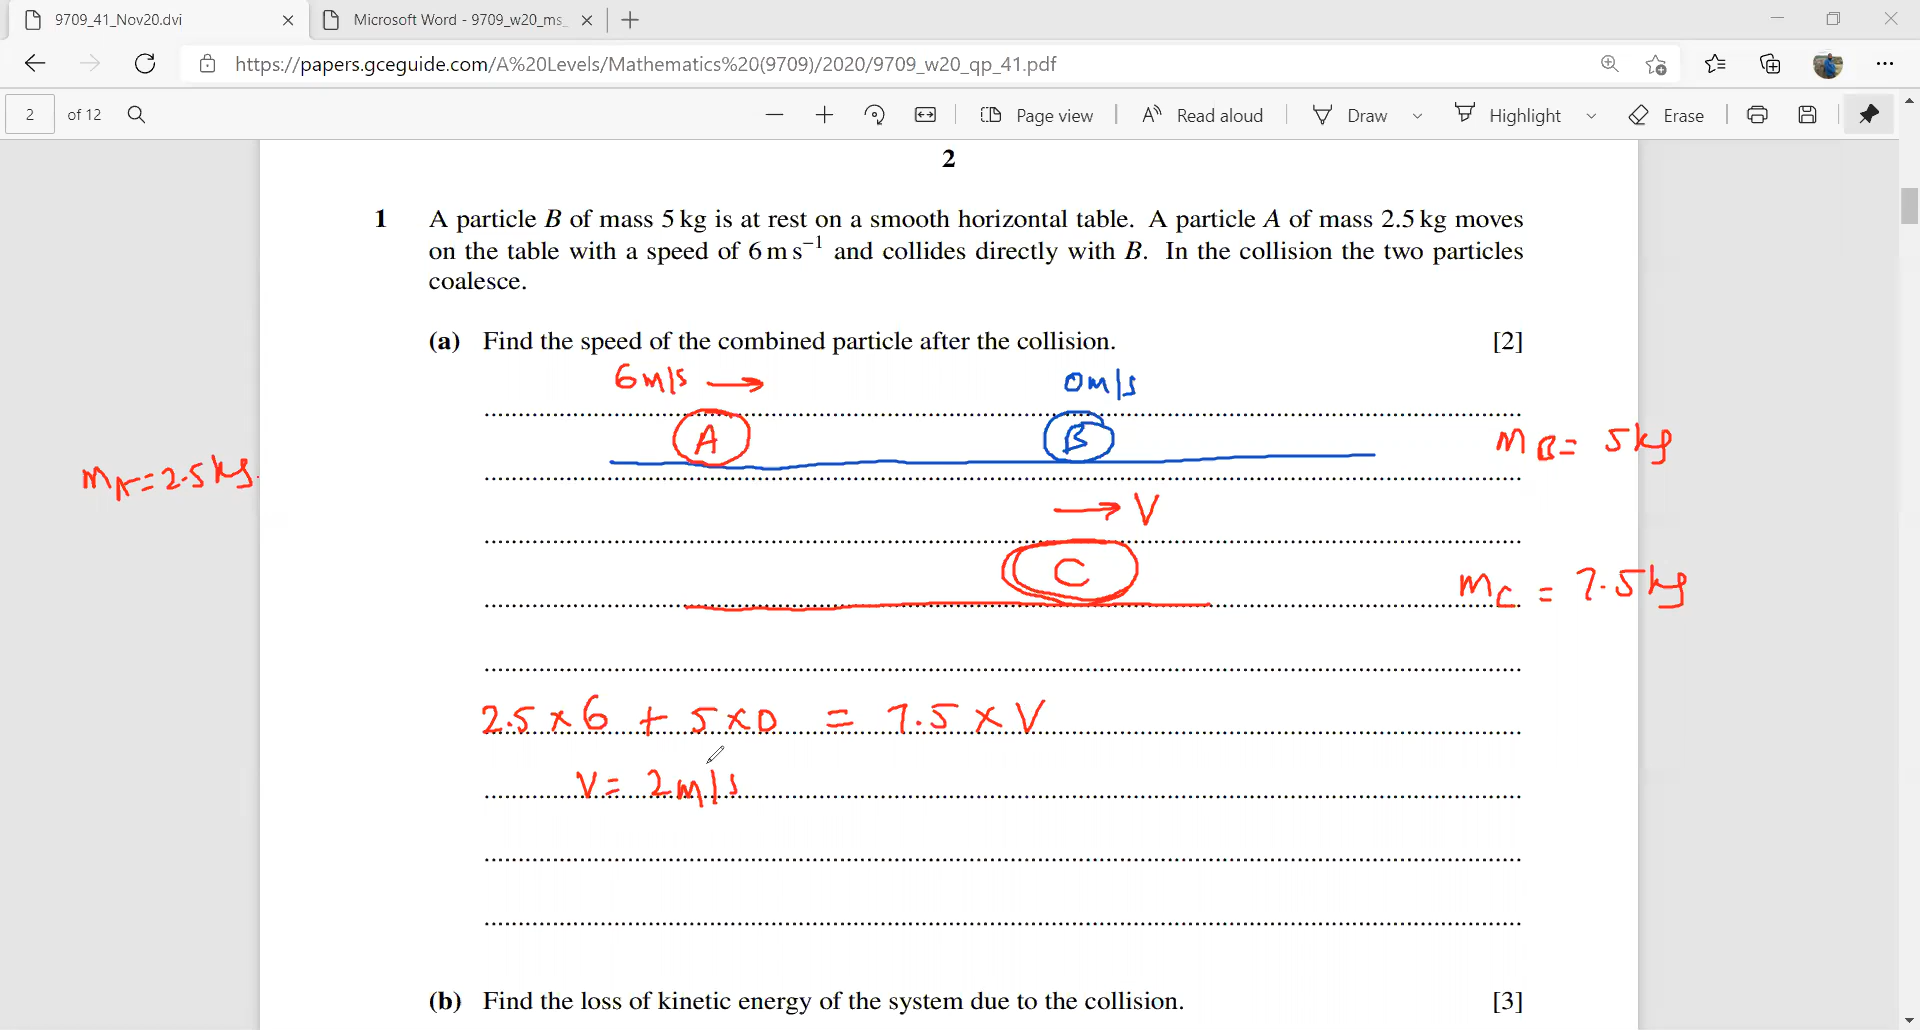 9709_41_Nov20.dvi
Microsoft Word - 9709_w20_ms_
https://papers.gceguide.com/A%20Levels/Mathematics%20(9709)/2020/9709_w20_qp_41.pdf
2 of 12 Page view Read aloud Draw Highlight Erase
2
1 A particle B of mass 5 kg is at rest on a smooth horizontal table. A particle A of mass 2.5 kg moves
on the table with a speed of 6 m s⁻¹ and collides directly with B. In the collision the two particles
coalesce.
(a) Find the speed of the combined particle after the collision. [2]
6m/s → 0m/s
A B
mB = 5kg
mA = 2.5kg.
→ V
C
mC = 7.5kg
2.5 × 6 + 5 × 0 = 7.5 × V
V = 2m/s
(b) Find the loss of kinetic energy of the system due to the collision. [3]